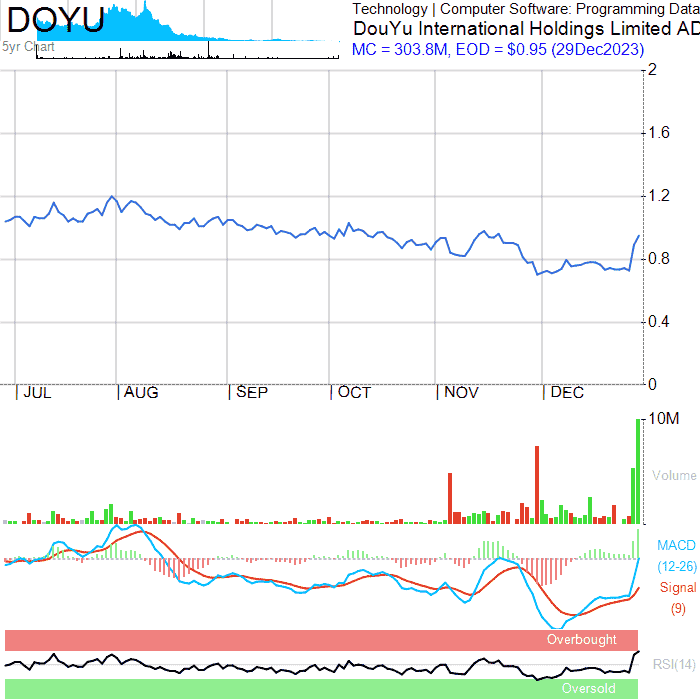 DOYU
5yr Chart
Technology | Computer Software: Programming Data
DouYu International Holdings Limited AD
MC = 303.8M, EOD = $0.95 (29Dec2023)
2
1.6
1.2
0.8
0.4
0
JUL AUG SEP OCT NOV DEC
10M
Volume
MACD
(12-26)
Signal
(9)
Overbought
RSI(14)
Oversold